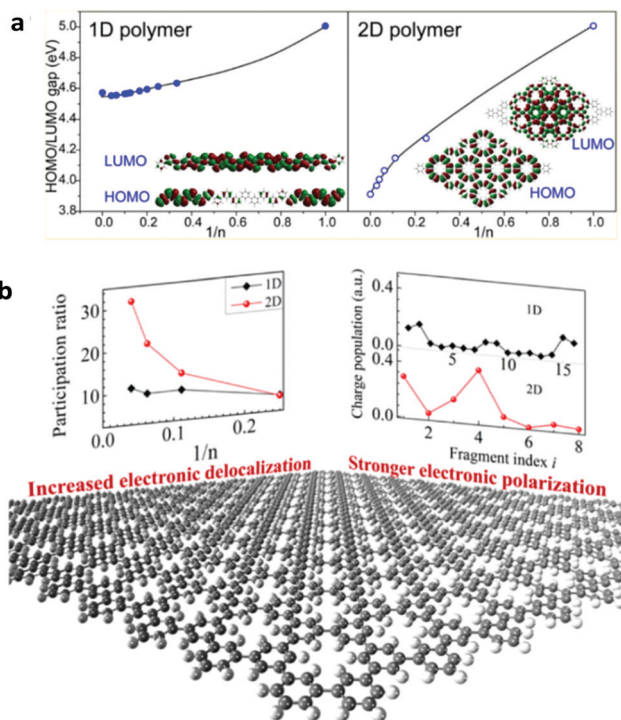 a
1D polymer
2D polymer
HOMO/LUMO gap (eV)
5.0
4.8
4.6
4.4
4.2
4.0
3.8
LUMO
HOMO
LUMO
HOMO
0.0 0.2 0.4 0.6 0.8 1.0
0.0 0.2 0.4 0.6 0.8 1.0
1/n
1/n
b
Participation ratio
30
20
10
1D
2D
0.0 0.1 0.2
1/n
Charge population (a.u.)
0.4
0.0
0.4
0.0
1D
5 10 15
2D
2 4 6 8
Fragment index i
Increased electronic delocalization
Stronger electronic polarization